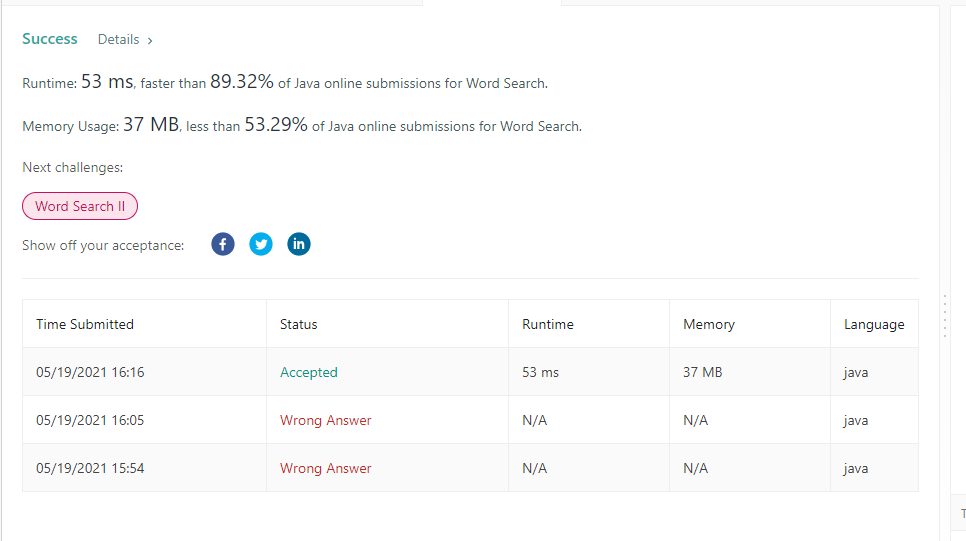 Success Details >
Runtime: 53 ms, faster than 89.32% of Java online submissions for Word Search.
Memory Usage: 37 MB, less than 53.29% of Java online submissions for Word Search.
Next challenges:
Word Search II
Show off your acceptance: f in
Time Submitted Status Runtime Memory Language
05/19/2021 16:16 Accepted 53 ms 37 MB java
05/19/2021 16:05 Wrong Answer N/A N/A java
05/19/2021 15:54 Wrong Answer N/A N/A java
T